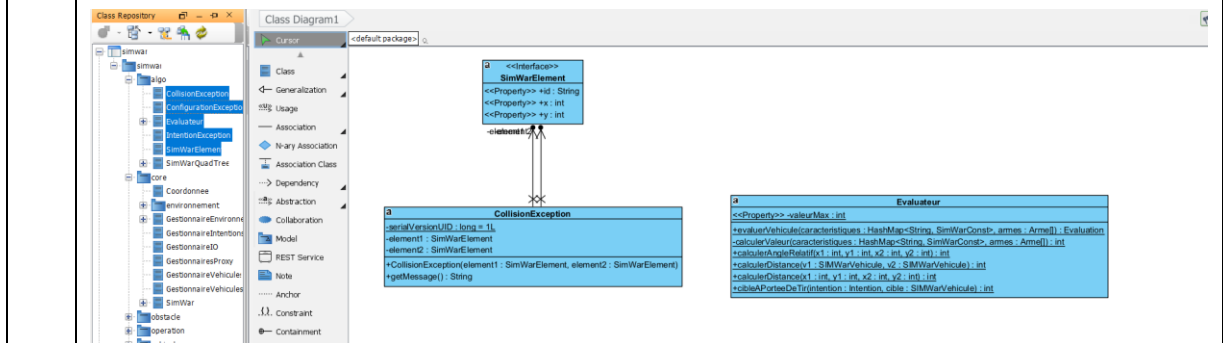 Class Repository
simwar
simwar
algo
CollisionException
ConfigurationExceptio
Evaluateur
IntentionException
SimWarElemen
SimWarQuadTree
core
Coordonnee
environnement
GestionnaireEnvironne
GestionnaireIntentions
GestionnaireIO
GestionnairesProxy
GestionnaireVehicule
GestionnaireVehicules
SimWar
obstacle
operation
Class Diagram1
Cursor
Class
Generalization
Usage
Association
N-ary Association
Association Class
Dependency
Abstraction
Collaboration
Model
REST Service
Note
Anchor
Constraint
Containment
<default package>
a
<<Interface>>
SimWarElement
<<Property>> +id : String
<<Property>> +x : int
<<Property>> +y : int
a
CollisionException
-serialVersionUID : long = 1L
-element1 : SimWarElement
-element2 : SimWarElement
+CollisionException(element1 : SimWarElement, element2 : SimWarElement)
+getMessage() : String
a
Evaluateur
<<Property>> -valeurMax : int
+evaluerVehicule(caracteristiques : HashMap<String, SimWarConst>, armes : Arme[]) : Evaluation
-calculerValeur(caracteristiques : HashMap<String, SimWarConst>, armes : Arme[]) : int
+calculerAngleRelatif(x1 : int, y1 : int, x2 : int, y2 : int) : int
+calculerDistance(v1 : SIMWarVehicule, v2 : SIMWarVehicule) : int
+calculerDistance(x1 : int, y1 : int, x2 : int, y2 : int) : int
+cibleAPorteeDeTir(intention : Intention, cible : SIMWarVehicule) : int